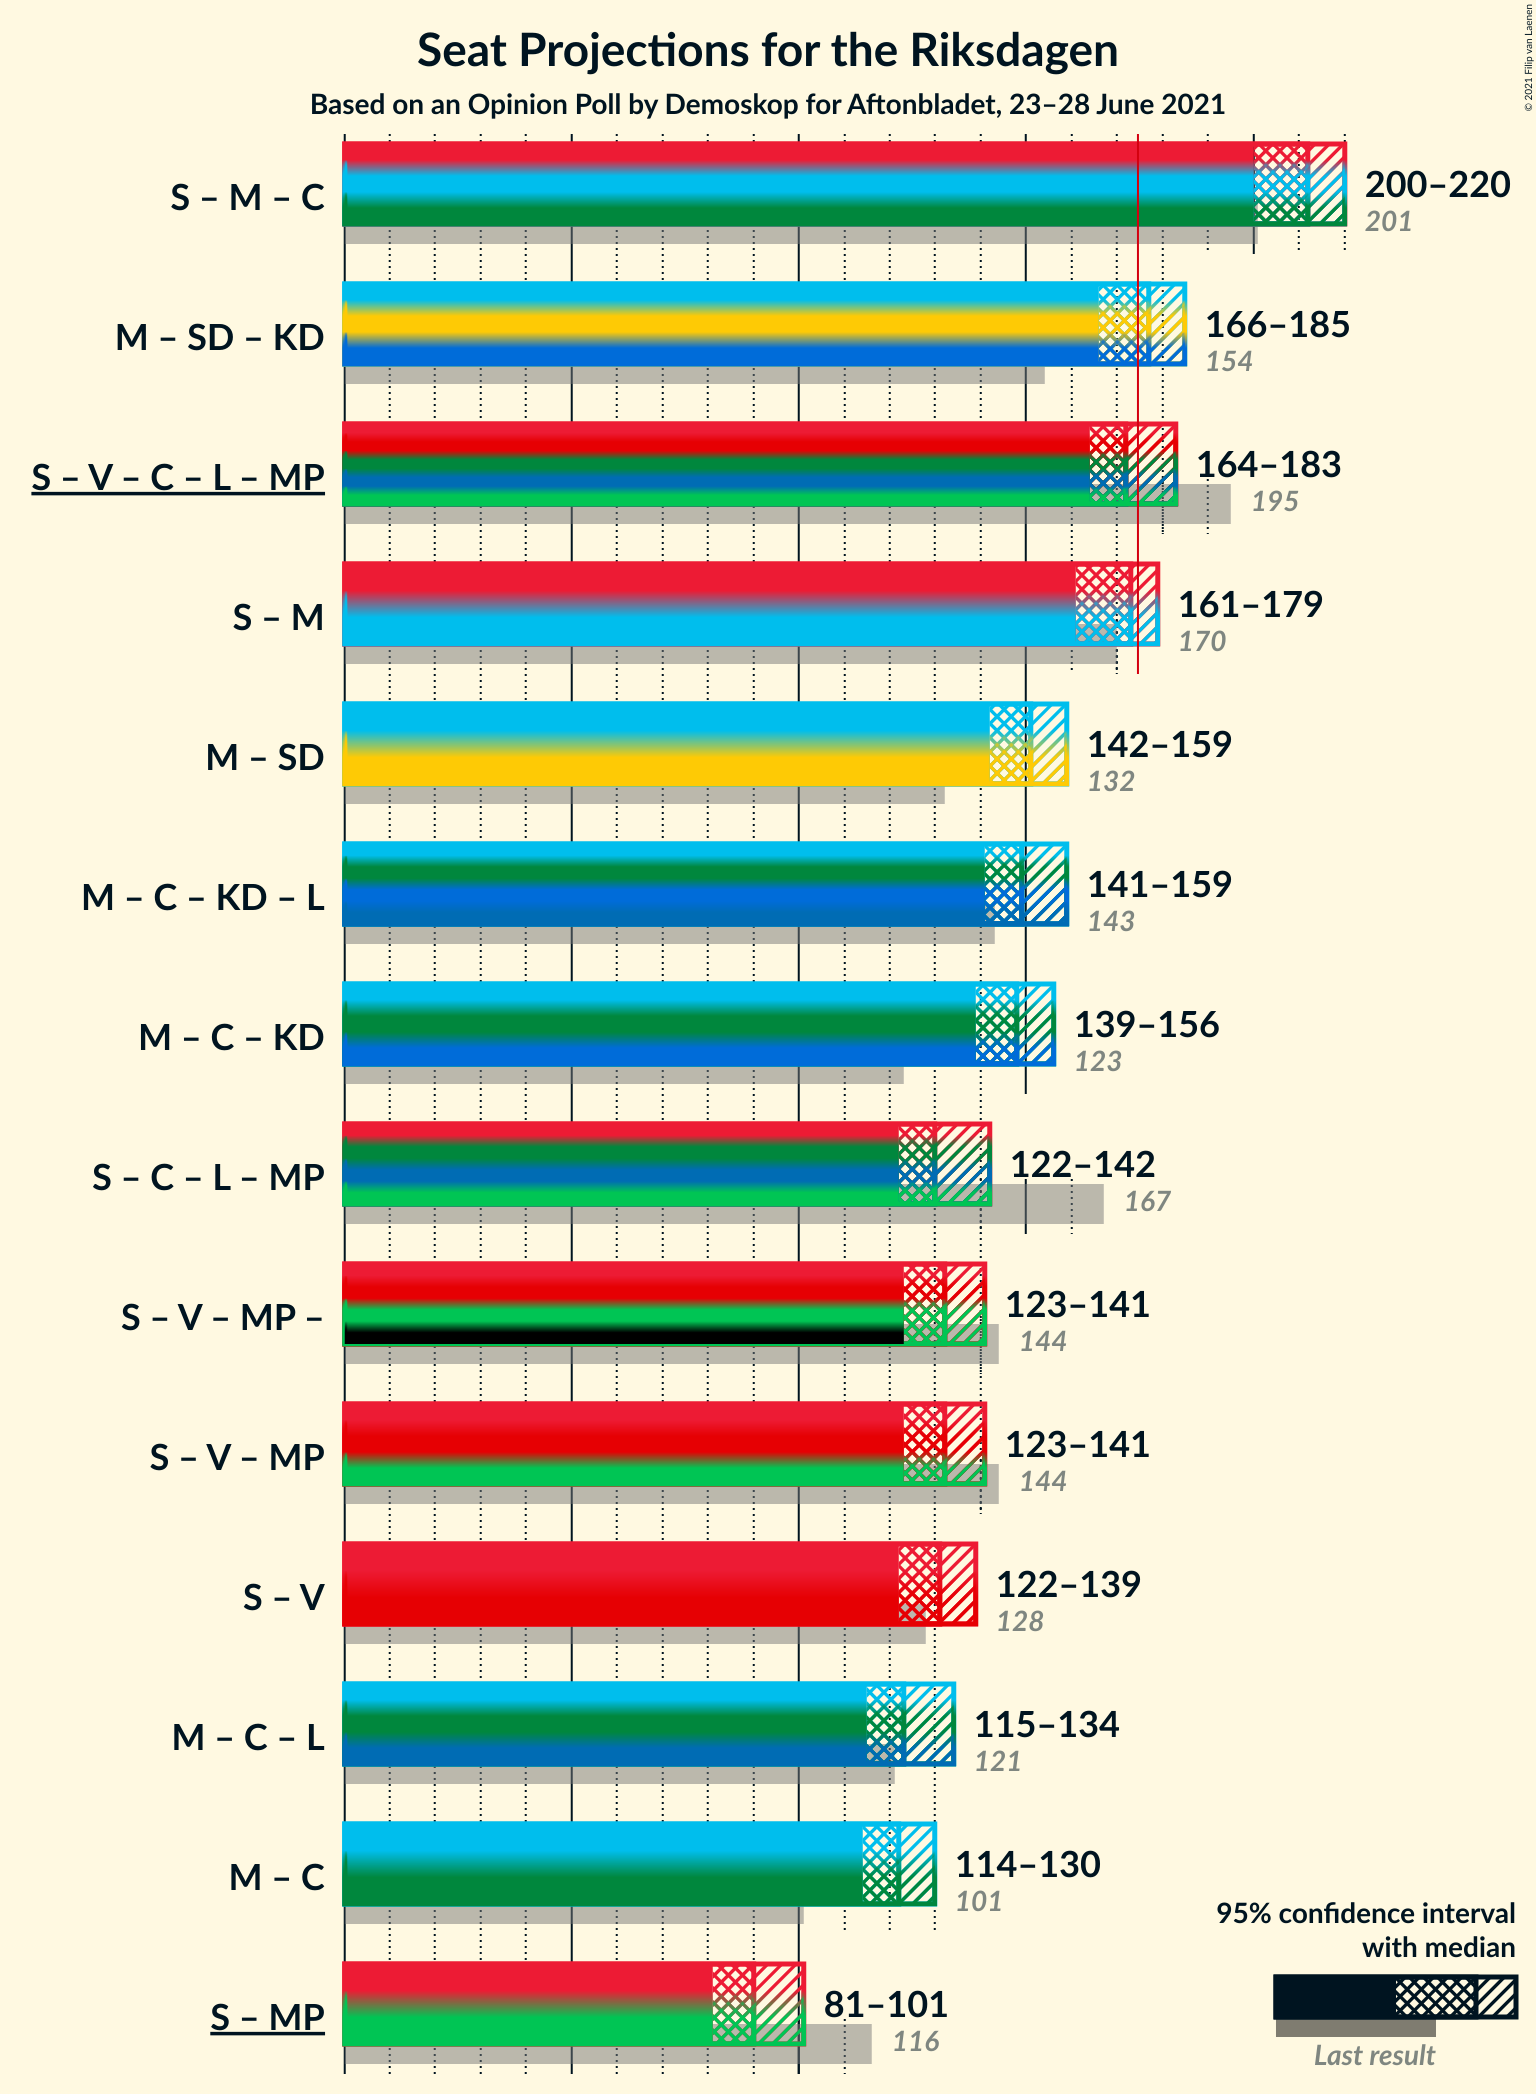 Seat Projections for the Riksdagen
Based on an Opinion Poll by Demoskop for Aftonbladet, 23–28 June 2021
© 2021 Filip van Laenen
S – M – C
200–220
201
M – SD – KD
166–185
154
S – V – C – L – MP
164–183
195
S – M
161–179
170
M – SD
142–159
132
M – C – KD – L
141–159
143
M – C – KD
139–156
123
S – C – L – MP
122–142
167
S – V – MP –
123–141
144
S – V – MP
123–141
144
S – V
122–139
128
M – C – L
115–134
121
M – C
114–130
101
S – MP
81–101
116
95% confidence interval
with median
Last result